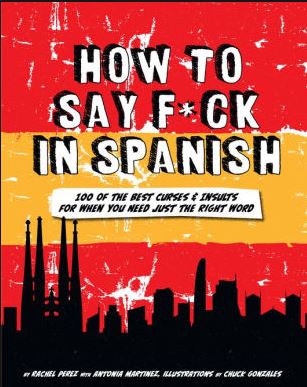 HOW TO
SAY F*CK
IN SPANISH
100 OF THE BEST CURSES & INSULTS
FOR WHEN YOU NEED JUST THE RIGHT WORD
BY RACHEL PEREZ WITH ANTONIA MARTINEZ, ILLUSTRATIONS BY CHUCK GONZALES